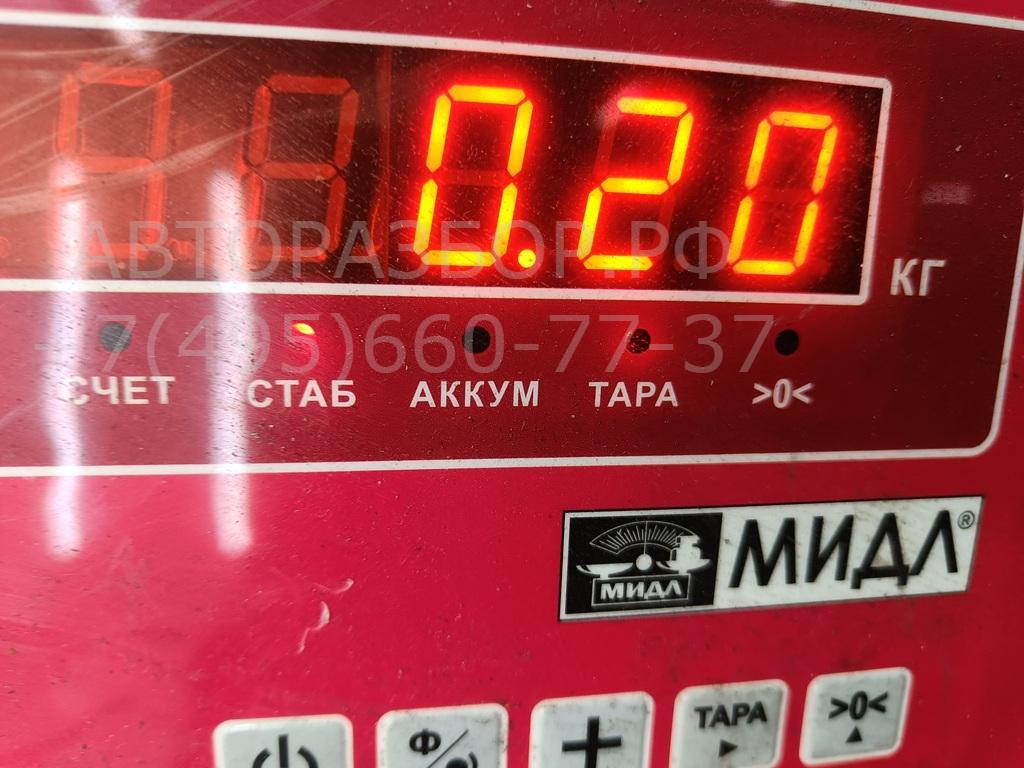 0.20
КГ
АВТОРАЗБОР.РФ
+7(495)660-77-37
СЧЕТ СТАБ АККУМ ТАРА >0<
МИДЛ МИДЛ®
Ф ТАРА >0<